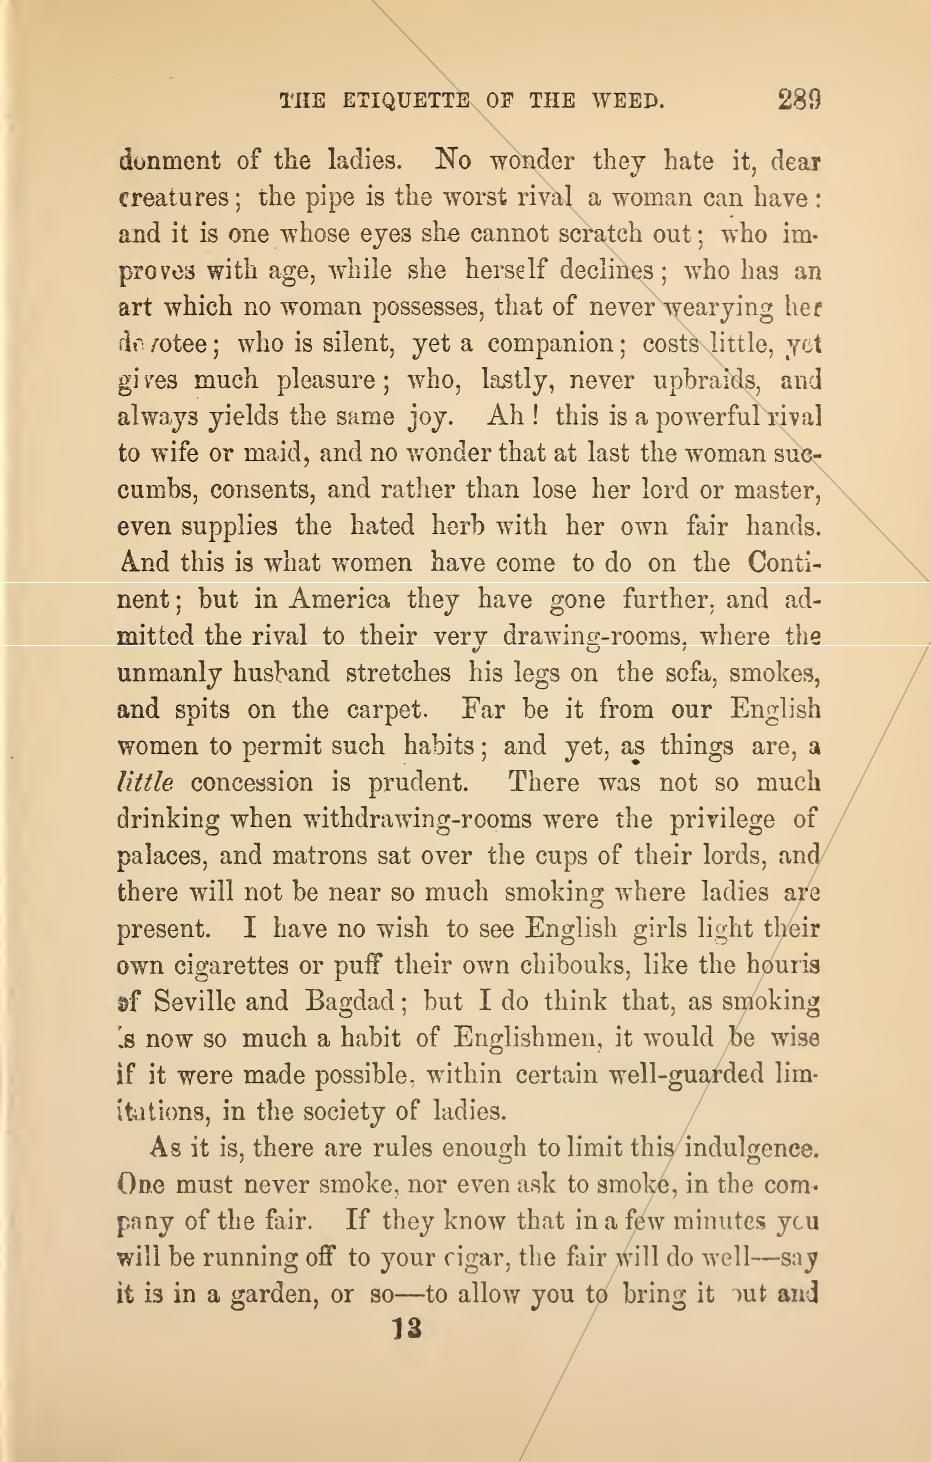 THE ETIQUETTE OF THE WEED. 289
donment of the ladies. No wonder they hate it, dear
creatures; the pipe is the worst rival a woman can have:
and it is one whose eyes she cannot scratch out; who im-
proves with age, while she herself declines; who has an
art which no woman possesses, that of never wearying her
devotee; who is silent, yet a companion; costs little, yet
gives much pleasure; who, lastly, never upbraids, and
always yields the same joy. Ah! this is a powerful rival
to wife or maid, and no wonder that at last the woman suc-
cumbs, consents, and rather than lose her lord or master,
even supplies the hated herb with her own fair hands.
And this is what women have come to do on the Conti-
nent; but in America they have gone further, and ad-
mitted the rival to their very drawing-rooms, where the
unmanly husband stretches his legs on the sofa, smokes,
and spits on the carpet. Far be it from our English
women to permit such habits; and yet, as things are, a
little concession is prudent. There was not so much
drinking when withdrawing-rooms were the privilege of
palaces, and matrons sat over the cups of their lords, and
there will not be near so much smoking where ladies are
present. I have no wish to see English girls light their
own cigarettes or puff their own chibouks, like the houris
of Seville and Bagdad; but I do think that, as smoking
is now so much a habit of Englishmen, it would be wise
if it were made possible, within certain well-guarded lim-
itations, in the society of ladies.
As it is, there are rules enough to limit this indulgence.
One must never smoke, nor even ask to smoke, in the com-
pany of the fair. If they know that in a few minutes you
will be running off to your cigar, the fair will do well—say
it is in a garden, or so—to allow you to bring it out and
13